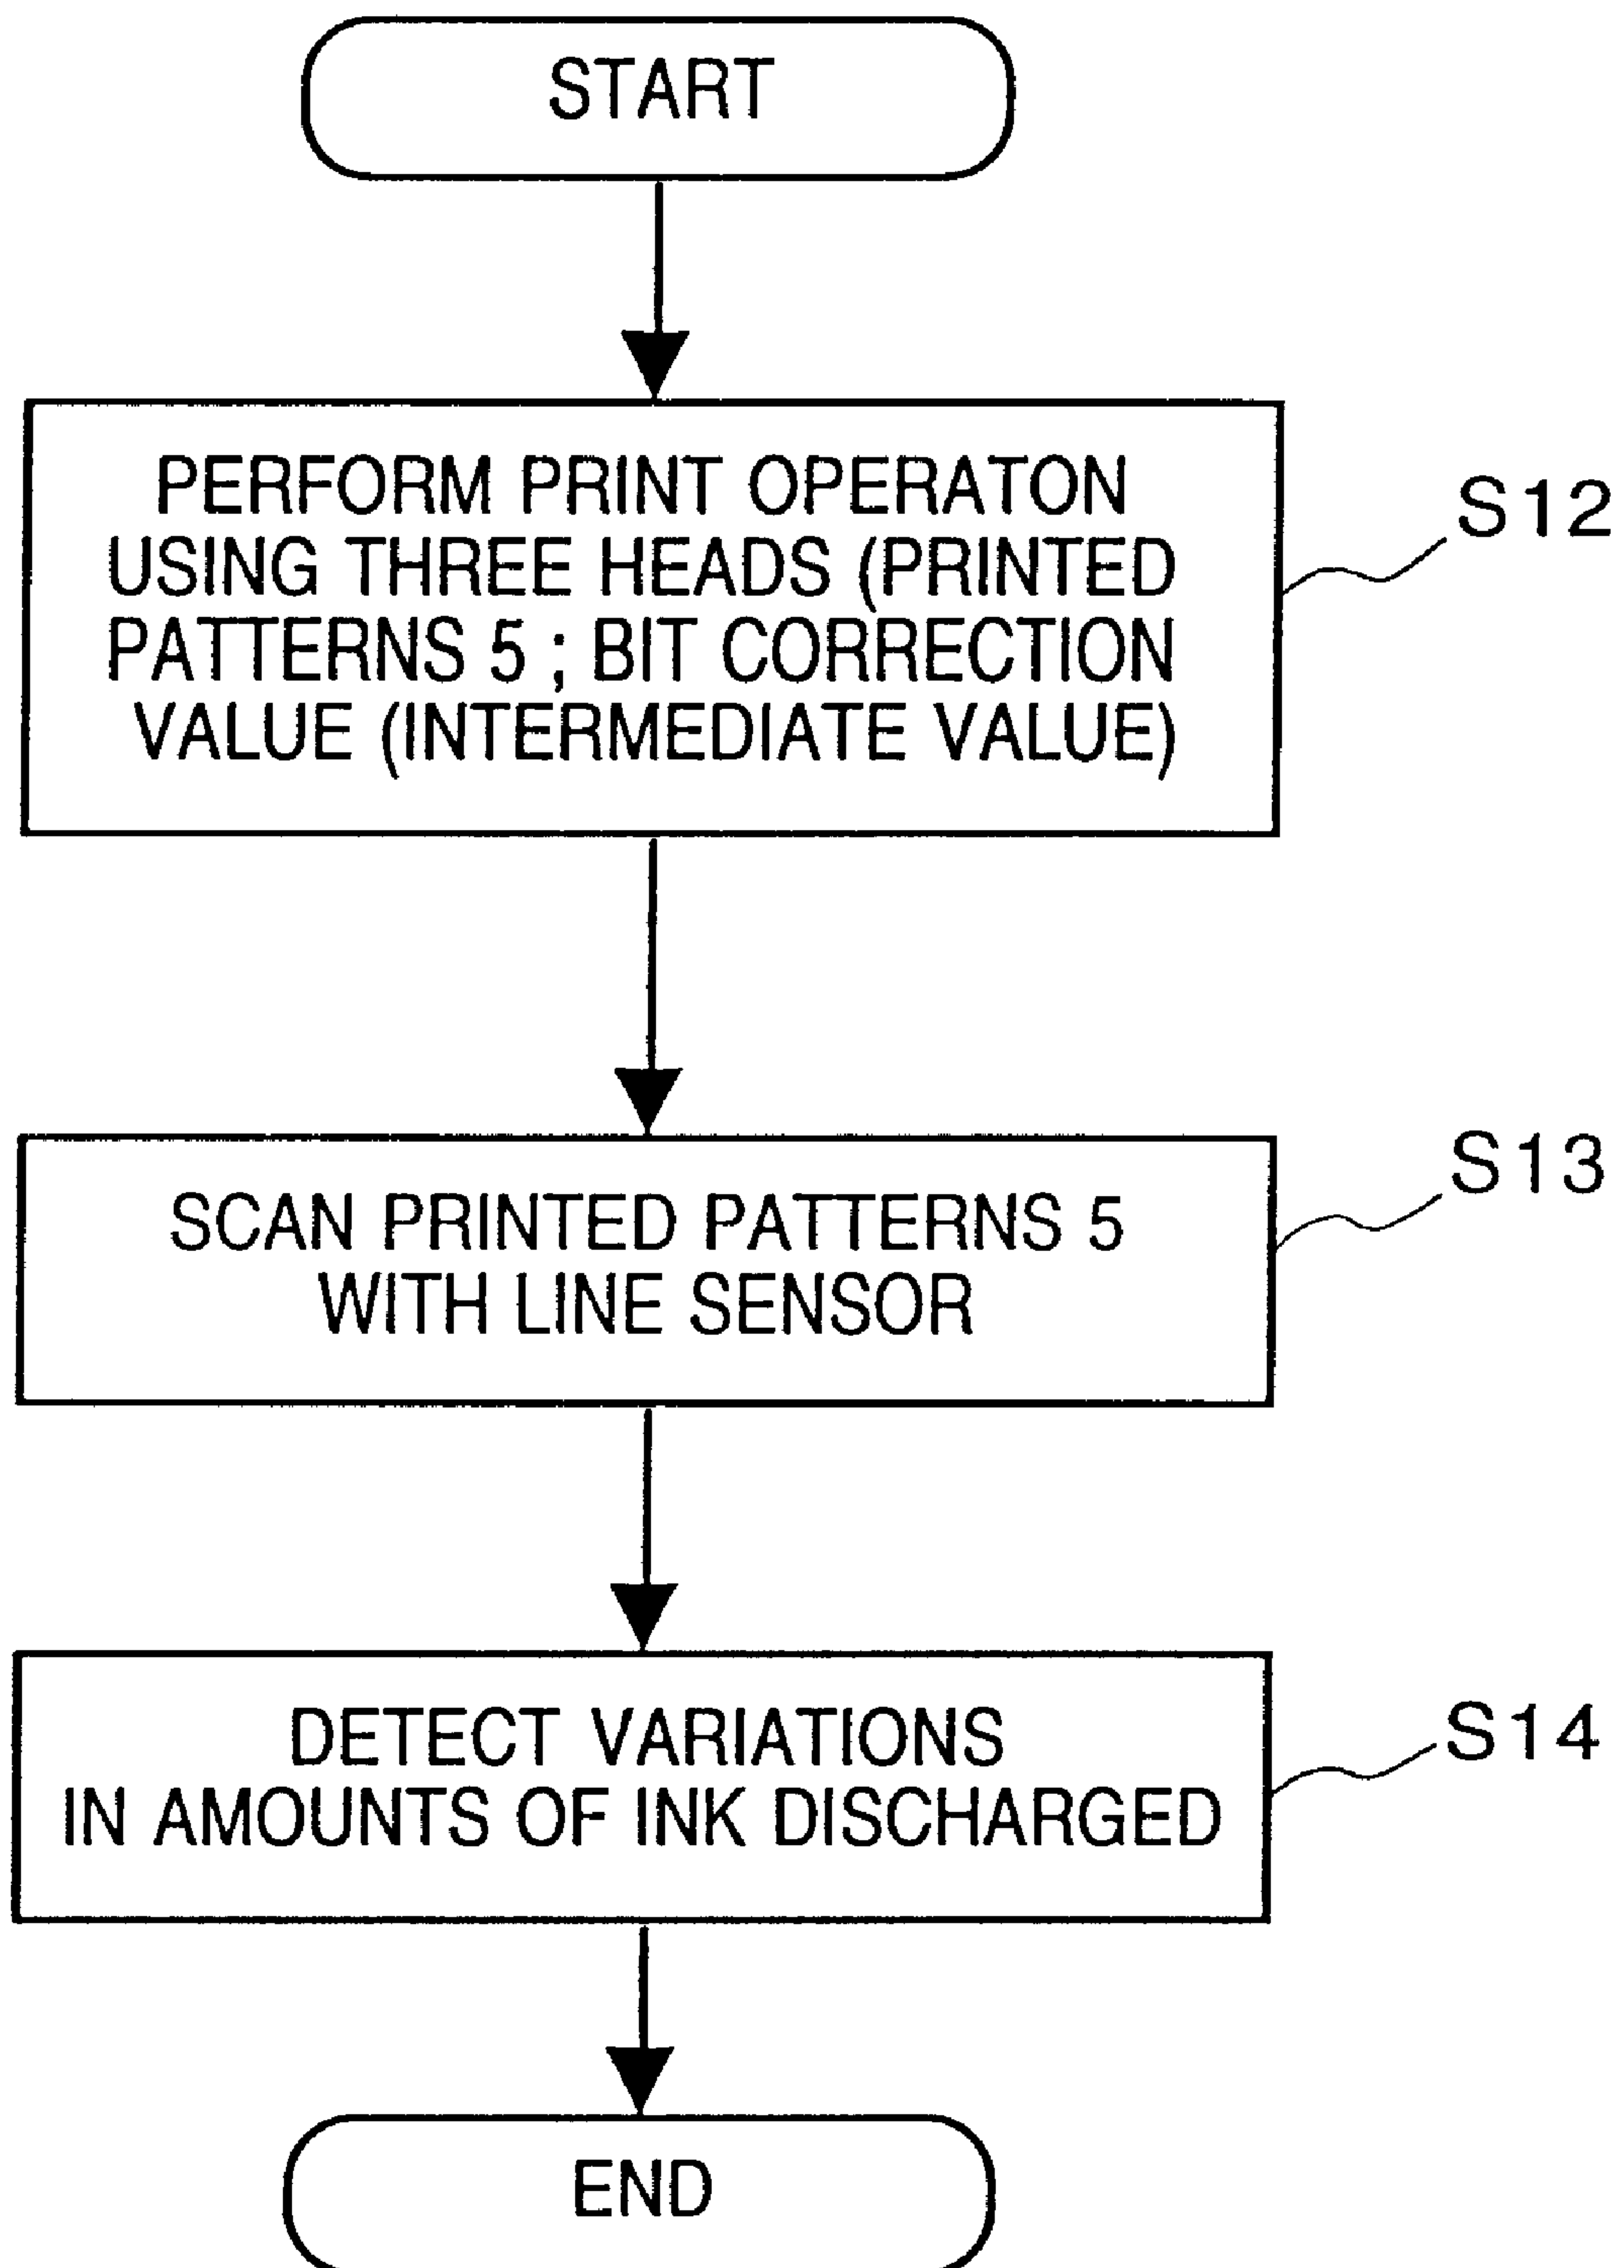 START
PERFORM PRINT OPERATON
USING THREE HEADS (PRINTED
PATTERNS 5 ; BIT CORRECTION
VALUE (INTERMEDIATE VALUE)
S12
SCAN PRINTED PATTERNS 5
WITH LINE SENSOR
S13
DETECT VARIATIONS
IN AMOUNTS OF INK DISCHARGED
S14
END